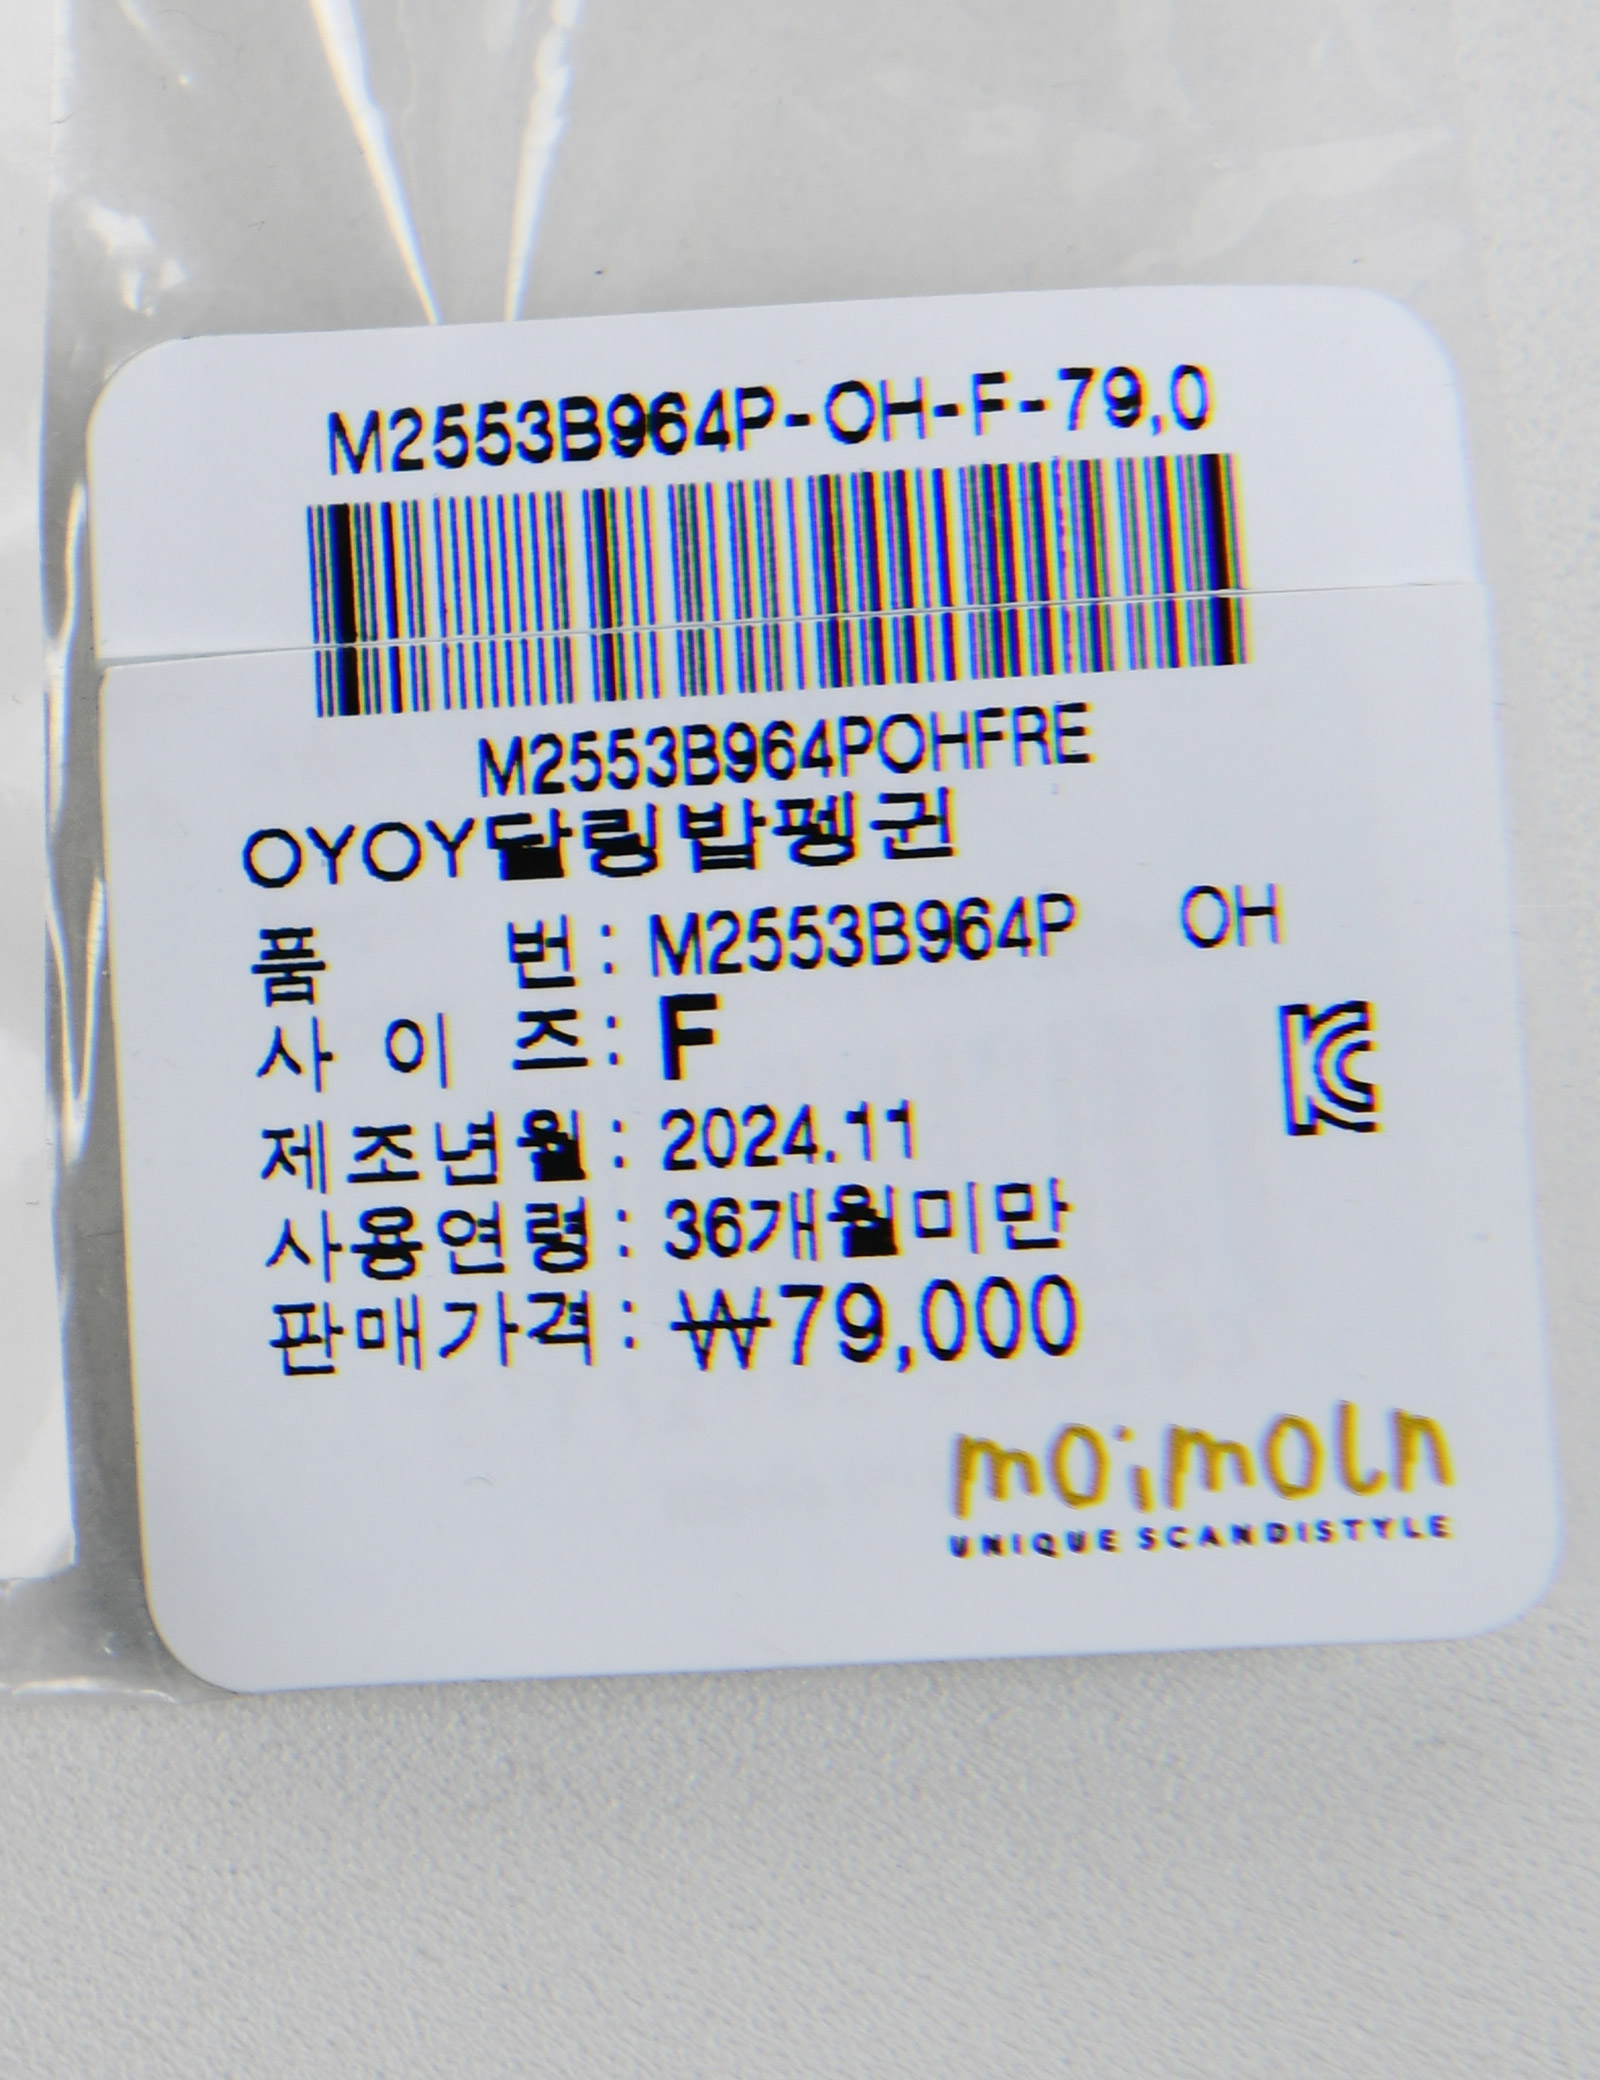 M2553B964P-OH-F-79,0
M2553B964POHFRE
OYOY달링밥펭귄
품 번 : M2553B964P OH
사 이 즈 : F
제조년월 : 2024.11
사용연령 : 36개월미만
판매가격 : ₩79,000
moimoln
UNIQUE SCANDISTYLE